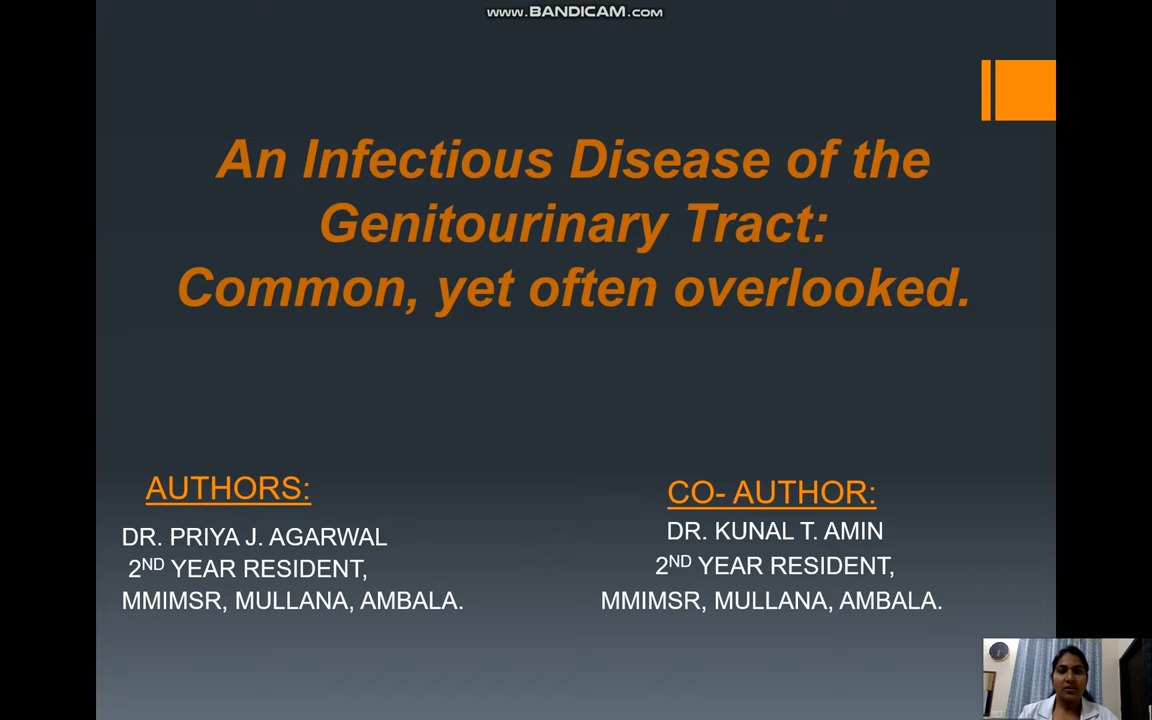 www.BANDICAM.com
An Infectious Disease of the
Genitourinary Tract:
Common, yet often overlooked.
AUTHORS:
DR. PRIYA J. AGARWAL
2ND YEAR RESIDENT,
MMIMSR, MULLANA, AMBALA.
CO- AUTHOR:
DR. KUNAL T. AMIN
2ND YEAR RESIDENT,
MMIMSR, MULLANA, AMBALA.